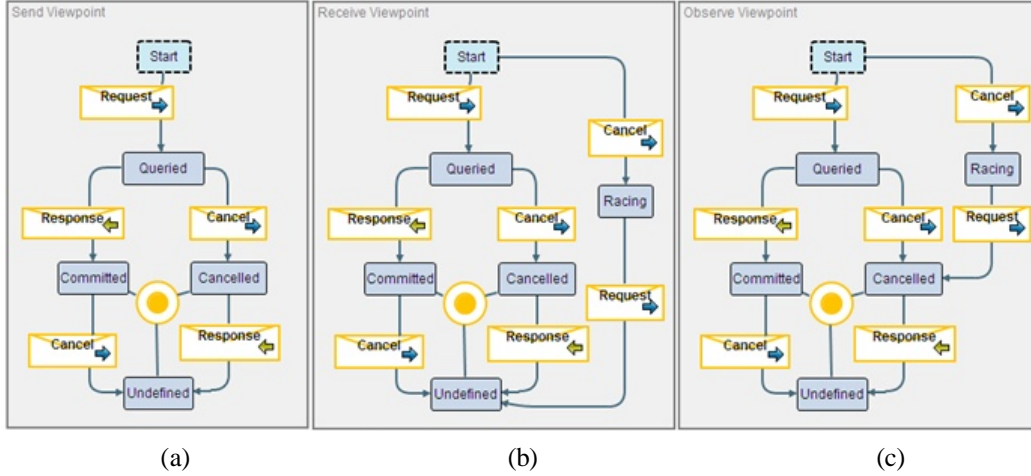 Send Viewpoint
Start
Request
Queried
Response
Cancel
Committed
Cancelled
Cancel
Response
Undefined
(a)
Receive Viewpoint
Start
Request
Cancel
Queried
Racing
Response
Cancel
Committed
Cancelled
Request
Cancel
Response
Undefined
(b)
Observe Viewpoint
Start
Request
Cancel
Queried
Racing
Response
Cancel
Request
Committed
Cancelled
Cancel
Response
Undefined
(c)